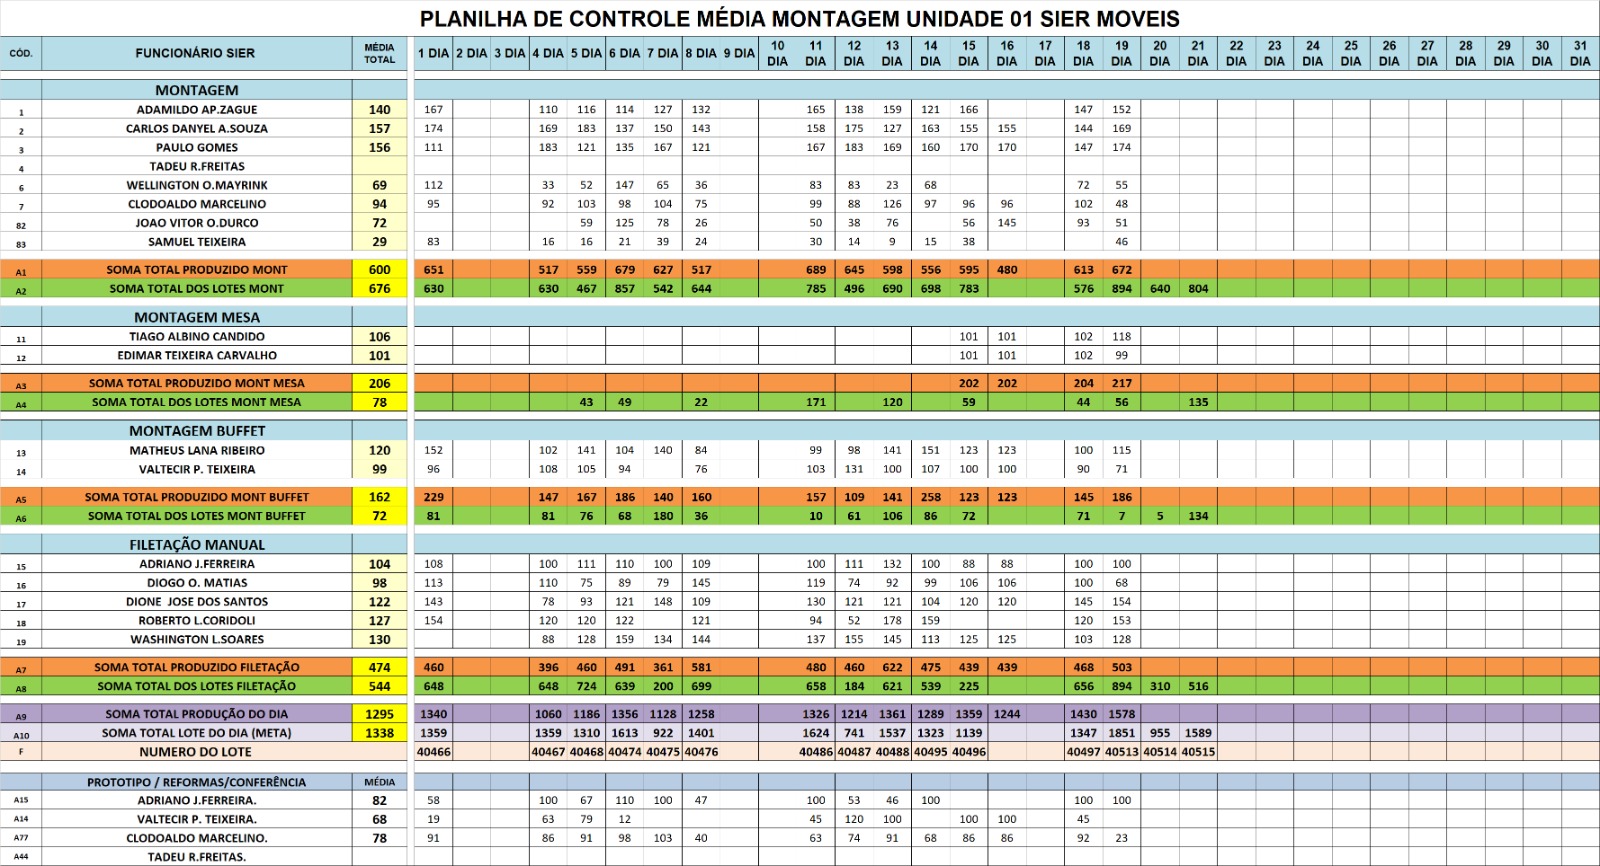 PLANILHA DE CONTROLE MÉDIA MONTAGEM UNIDADE 01 SIER MOVEIS
CÓD. FUNCIONÁRIO SIER MÉDIA TOTAL 1 DIA 2 DIA 3 DIA 4 DIA 5 DIA 6 DIA 7 DIA 8 DIA 9 DIA 10 DIA 11 DIA 12 DIA 13 DIA 14 DIA 15 DIA 16 DIA 17 DIA 18 DIA 19 DIA 20 DIA 21 DIA 22 DIA 23 DIA 24 DIA 25 DIA 26 DIA 27 DIA 28 DIA 29 DIA 30 DIA 31 DIA
MONTAGEM
1 ADAMILDO AP.ZAGUE 140 167 110 116 114 127 132 165 138 159 121 166 147 152
2 CARLOS DANYEL A.SOUZA 157 174 169 183 137 150 143 158 175 127 163 155 155 144 169
3 PAULO GOMES 156 111 183 121 135 167 121 167 183 169 160 170 170 147 174
4 TADEU R.FREITAS
6 WELLINGTON O.MAYRINK 69 112 33 52 147 65 36 83 83 23 68 72 55
7 CLODOALDO MARCELINO 94 95 92 103 98 104 75 99 88 126 97 96 96 102 48
82 JOAO VITOR O.DURCO 72 59 125 78 26 50 38 76 56 145 93 51
83 SAMUEL TEIXEIRA 29 83 16 16 21 39 24 30 14 9 15 38 46
A1 SOMA TOTAL PRODUZIDO MONT 600 651 517 559 679 627 517 689 645 598 556 595 480 613 672
A2 SOMA TOTAL DOS LOTES MONT 676 630 630 467 857 542 644 785 496 690 698 783 576 894 640 804
MONTAGEM MESA
11 TIAGO ALBINO CANDIDO 106 101 101 102 118
12 EDIMAR TEIXEIRA CARVALHO 101 101 101 102 99
A3 SOMA TOTAL PRODUZIDO MONT MESA 206 202 202 204 217
A4 SOMA TOTAL DOS LOTES MONT MESA 78 43 49 22 171 120 59 44 56 135
MONTAGEM BUFFET
13 MATHEUS LANA RIBEIRO 120 152 102 141 104 140 84 99 98 141 151 123 123 100 115
14 VALTECIR P. TEIXEIRA 99 96 108 105 94 76 103 131 100 107 100 100 90 71
A5 SOMA TOTAL PRODUZIDO MONT BUFFET 162 229 147 167 186 140 160 157 109 141 258 123 123 145 186
A6 SOMA TOTAL DOS LOTES MONT BUFFET 72 81 81 76 68 180 36 10 61 106 86 72 71 7 5 134
FILETAÇÃO MANUAL
15 ADRIANO J.FERREIRA 104 108 100 111 110 100 109 100 111 132 100 88 88 100 100
16 DIOGO O. MATIAS 98 113 110 75 89 79 145 119 74 92 99 106 106 100 68
17 DIONE JOSE DOS SANTOS 122 143 78 93 121 148 109 130 121 121 104 120 120 145 154
18 ROBERTO L.CORIDOLI 127 154 120 120 122 121 94 52 178 159 120 153
19 WASHINGTON L.SOARES 130 88 128 159 134 144 137 155 145 113 125 125 103 128
A7 SOMA TOTAL PRODUZIDO FILETAÇÃO 474 460 396 460 491 361 581 480 460 622 475 439 439 468 503
A8 SOMA TOTAL DOS LOTES FILETAÇÃO 544 648 648 724 639 200 699 658 184 621 539 225 656 894 310 516
A9 SOMA TOTAL PRODUÇÃO DO DIA 1295 1340 1060 1186 1356 1128 1258 1326 1214 1361 1289 1359 1244 1430 1578
A10 SOMA TOTAL LOTE DO DIA (META) 1338 1359 1359 1310 1613 922 1401 1624 741 1537 1323 1139 1347 1851 955 1589
F NUMERO DO LOTE 40466 40467 40468 40474 40475 40476 40486 40487 40488 40495 40496 40497 40513 40514 40515
PROTOTIPO / REFORMAS/CONFERÊNCIA MÉDIA
A15 ADRIANO J.FERREIRA. 82 58 100 67 110 100 47 100 53 46 100 100 100
A14 VALTECIR P. TEIXEIRA. 68 19 63 79 12 45 120 100 100 100 45
A77 CLODOALDO MARCELINO. 78 91 86 91 98 103 40 63 74 91 68 86 86 92 23
A44 TADEU R.FREITAS.